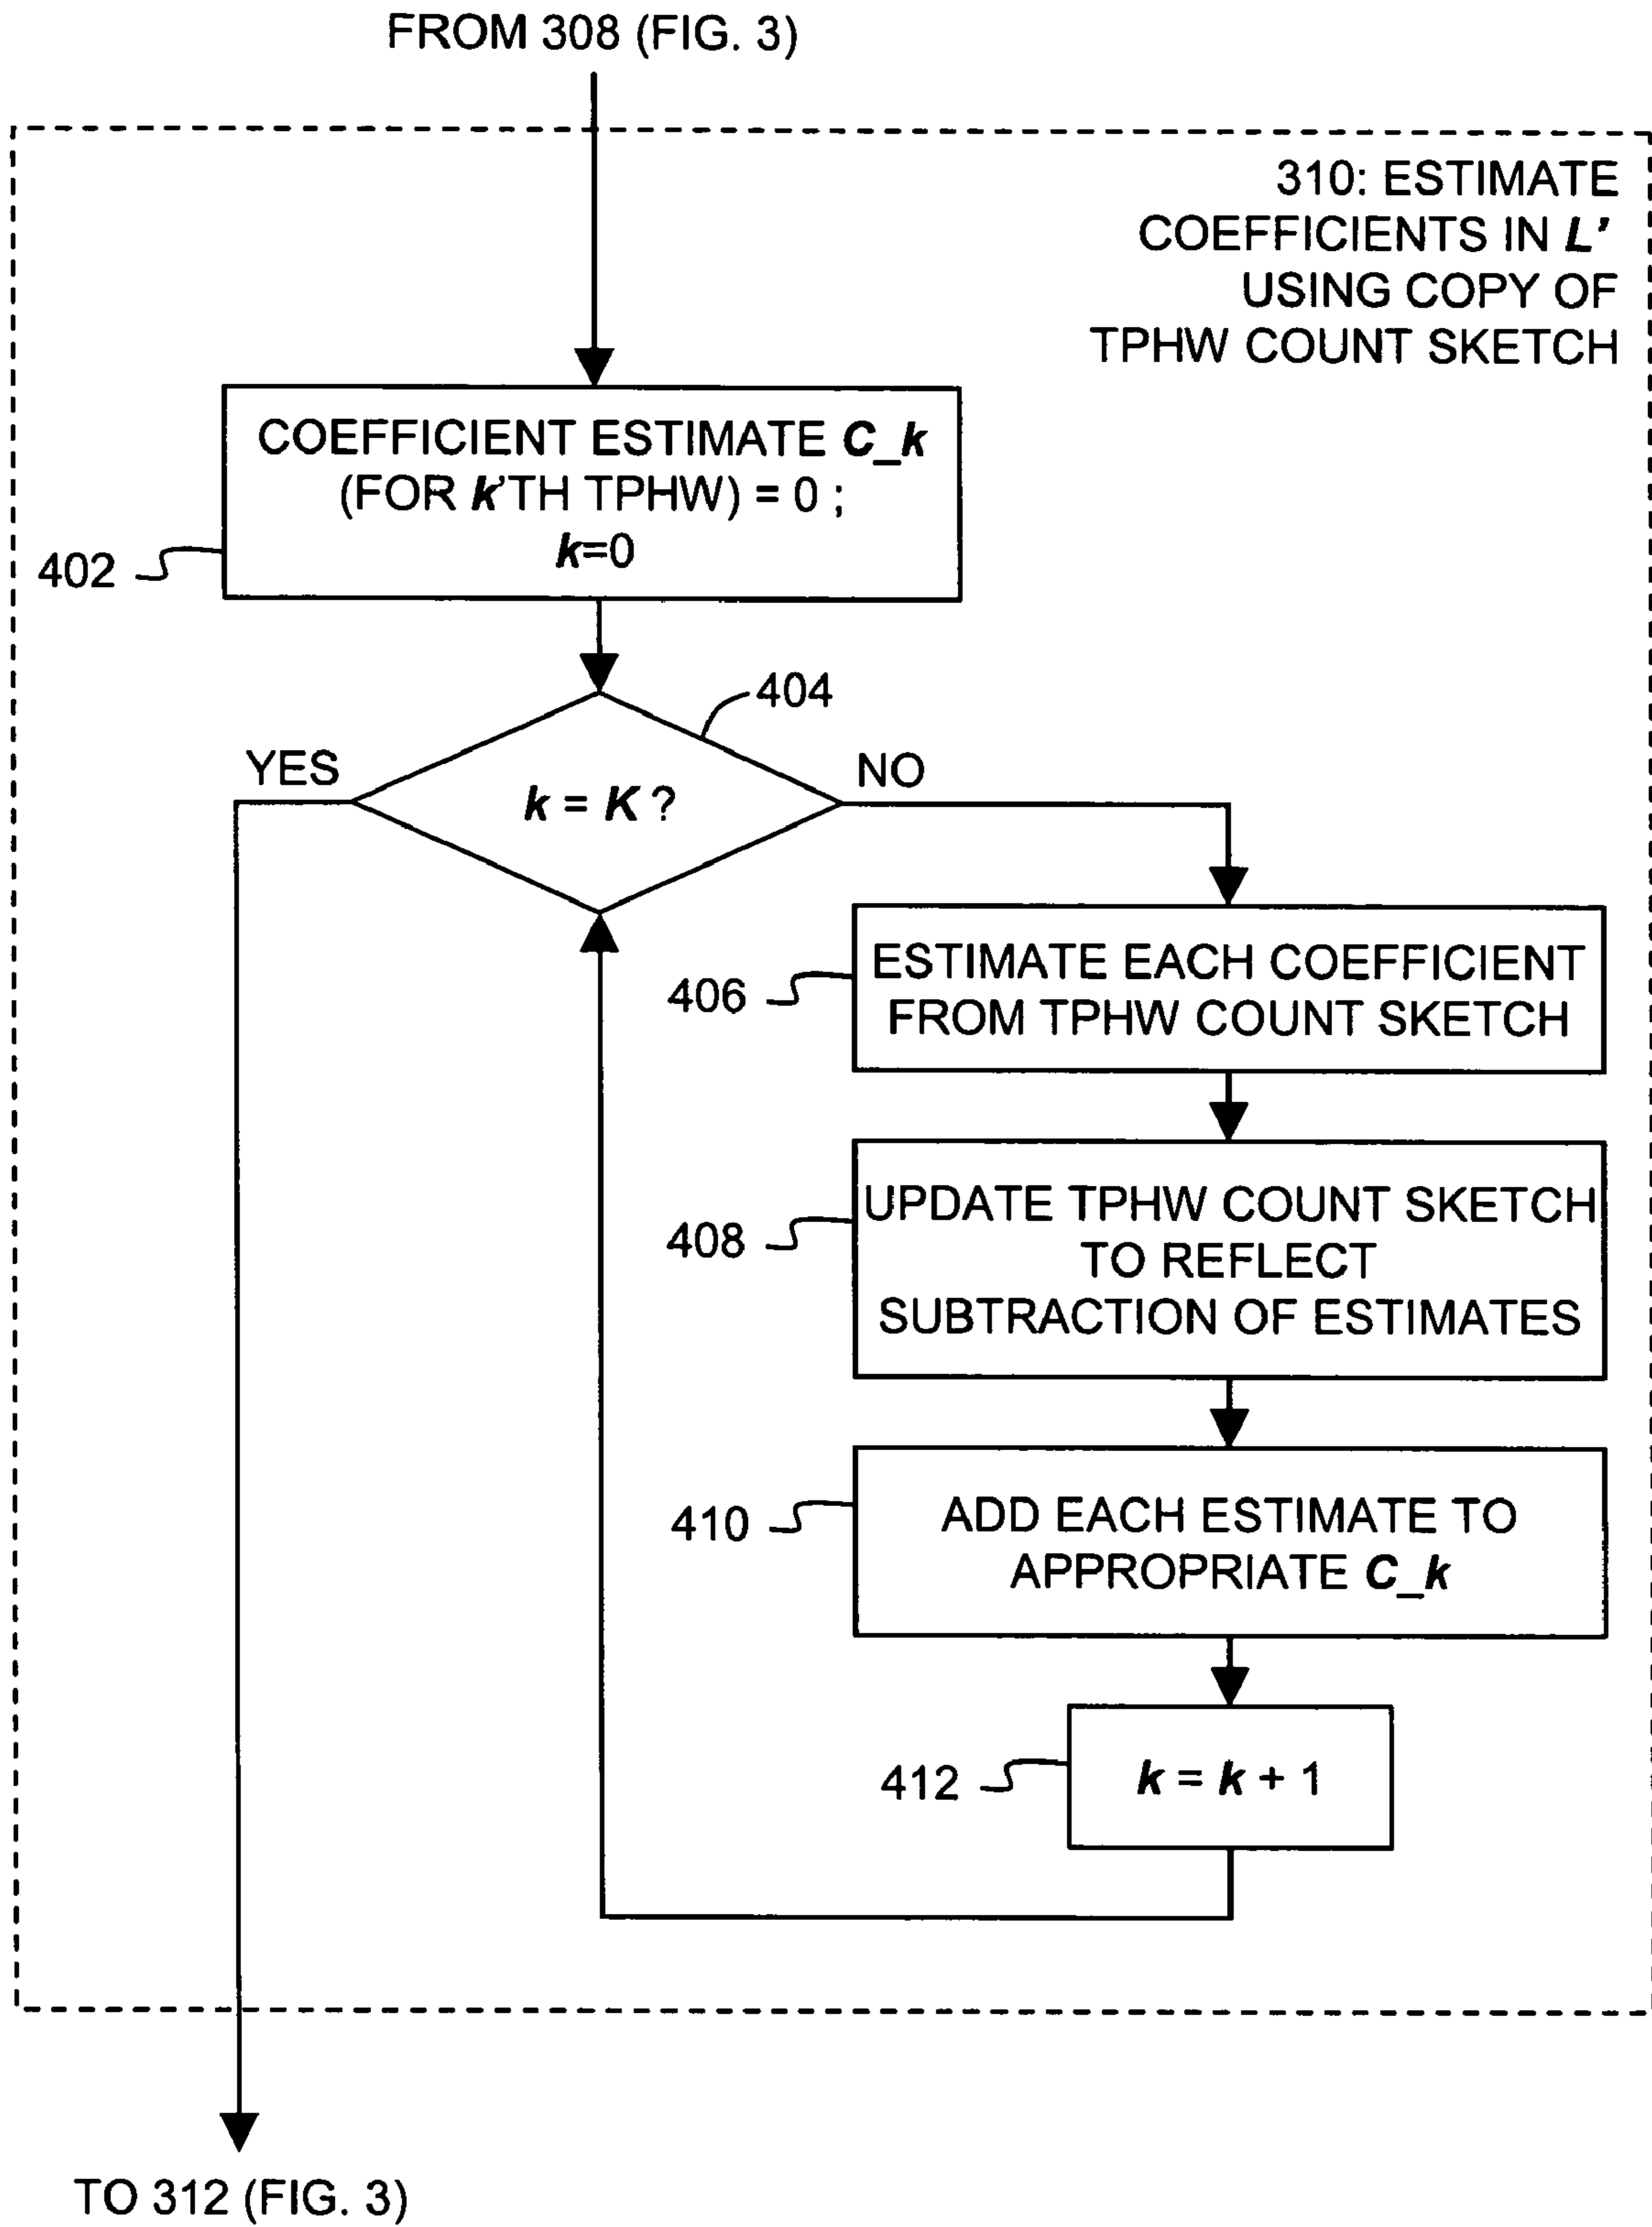 FROM 308 (FIG. 3)
310: ESTIMATE
COEFFICIENTS IN L'
USING COPY OF
TPHW COUNT SKETCH
COEFFICIENT ESTIMATE C_k
(FOR k'TH TPHW) = 0 ;
k=0
402
404
YES
NO
k = K ?
ESTIMATE EACH COEFFICIENT
FROM TPHW COUNT SKETCH
406
UPDATE TPHW COUNT SKETCH
TO REFLECT
SUBTRACTION OF ESTIMATES
408
ADD EACH ESTIMATE TO
APPROPRIATE C_k
410
k = k + 1
412
TO 312 (FIG. 3)